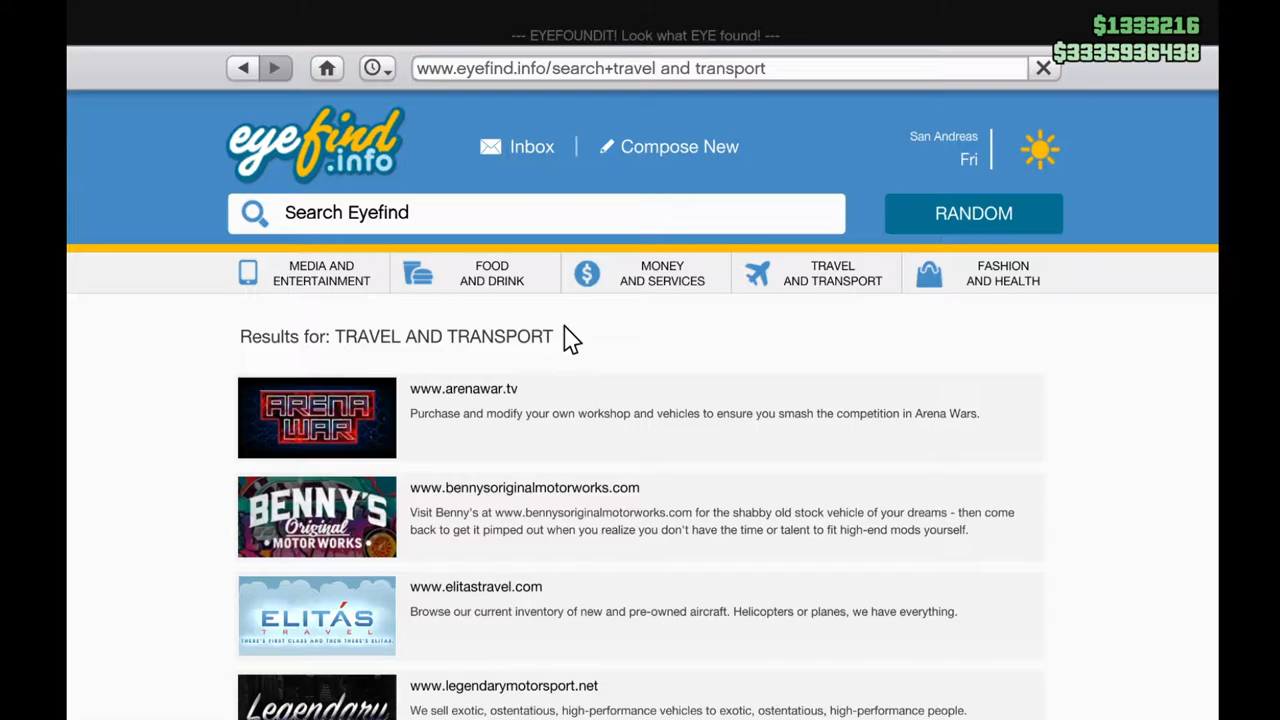 --- EYEFOUNDIT! Look what EYE found! ---
$1333216
$3335936438
www.eyefind.info/search+travel and transport
eyefind
.info
Inbox
Compose New
San Andreas
Fri
Search Eyefind
RANDOM
MEDIA AND
ENTERTAINMENT
FOOD
AND DRINK
MONEY
AND SERVICES
TRAVEL
AND TRANSPORT
FASHION
AND HEALTH
Results for: TRAVEL AND TRANSPORT
ARENA
WAR
www.arenawar.tv
Purchase and modify your own workshop and vehicles to ensure you smash the competition in Arena Wars.
BENNY'S
Original
MOTOR WORKS
www.bennysoriginalmotorworks.com
Visit Benny's at www.bennysoriginalmotorworks.com for the shabby old stock vehicle of your dreams - then come
back to get it pimped out when you realize you don't have the time or talent to fit high-end mods yourself.
ELITÁS
TRAVEL
THERE'S FIRST CLASS AND THEN THERE'S ELITAS.
www.elitastravel.com
Browse our current inventory of new and pre-owned aircraft. Helicopters or planes, we have everything.
Legendary
www.legendarymotorsport.net
We sell exotic, ostentatious, high-performance vehicles to exotic, ostentatious, high-performance people.